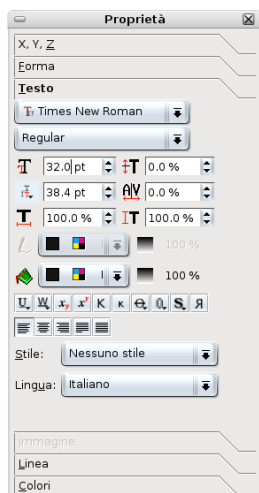 Proprietà
X, Y, Z
Forma
Testo
Times New Roman
Regular
32.0 pt 0.0 %
38.4 pt 0.0 %
100.0 % 100.0 %
100 %
100 %
U W x y x y K K O O S Я
Stile: Nessuno stile
Lingua: Italiano
Immagine
Linea
Colori